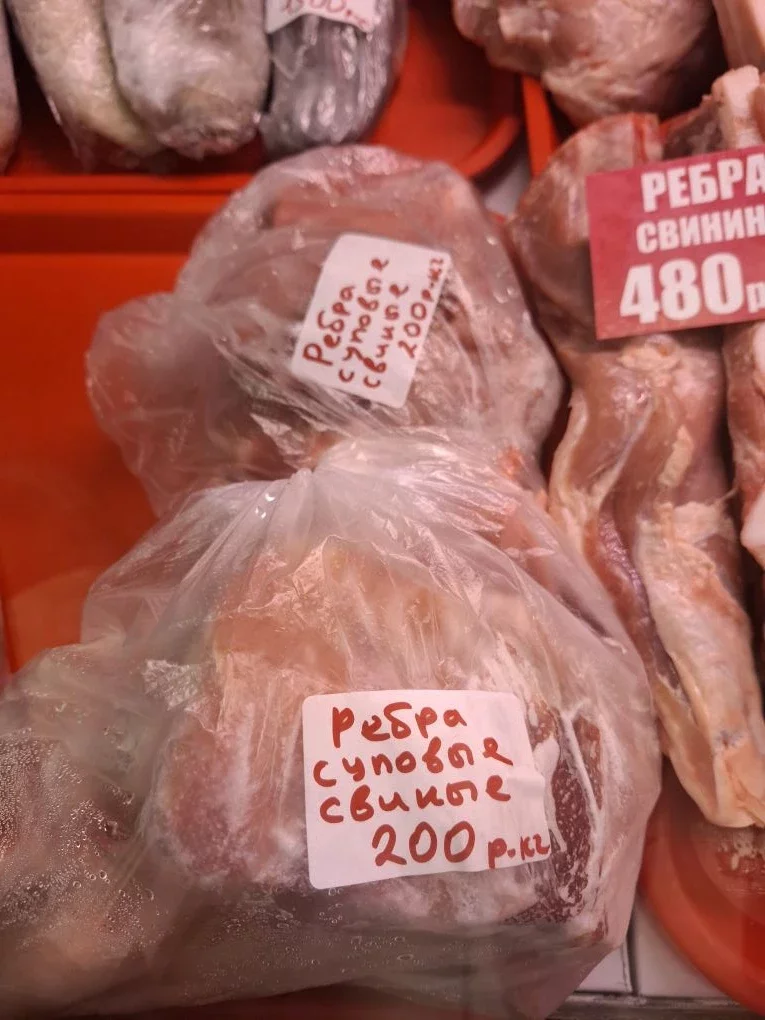 РЕБРА
СВИНИН
480р
Ребра
суповые
свиные
200р.кг
Ребра
суповые
свиные
200 р.кг